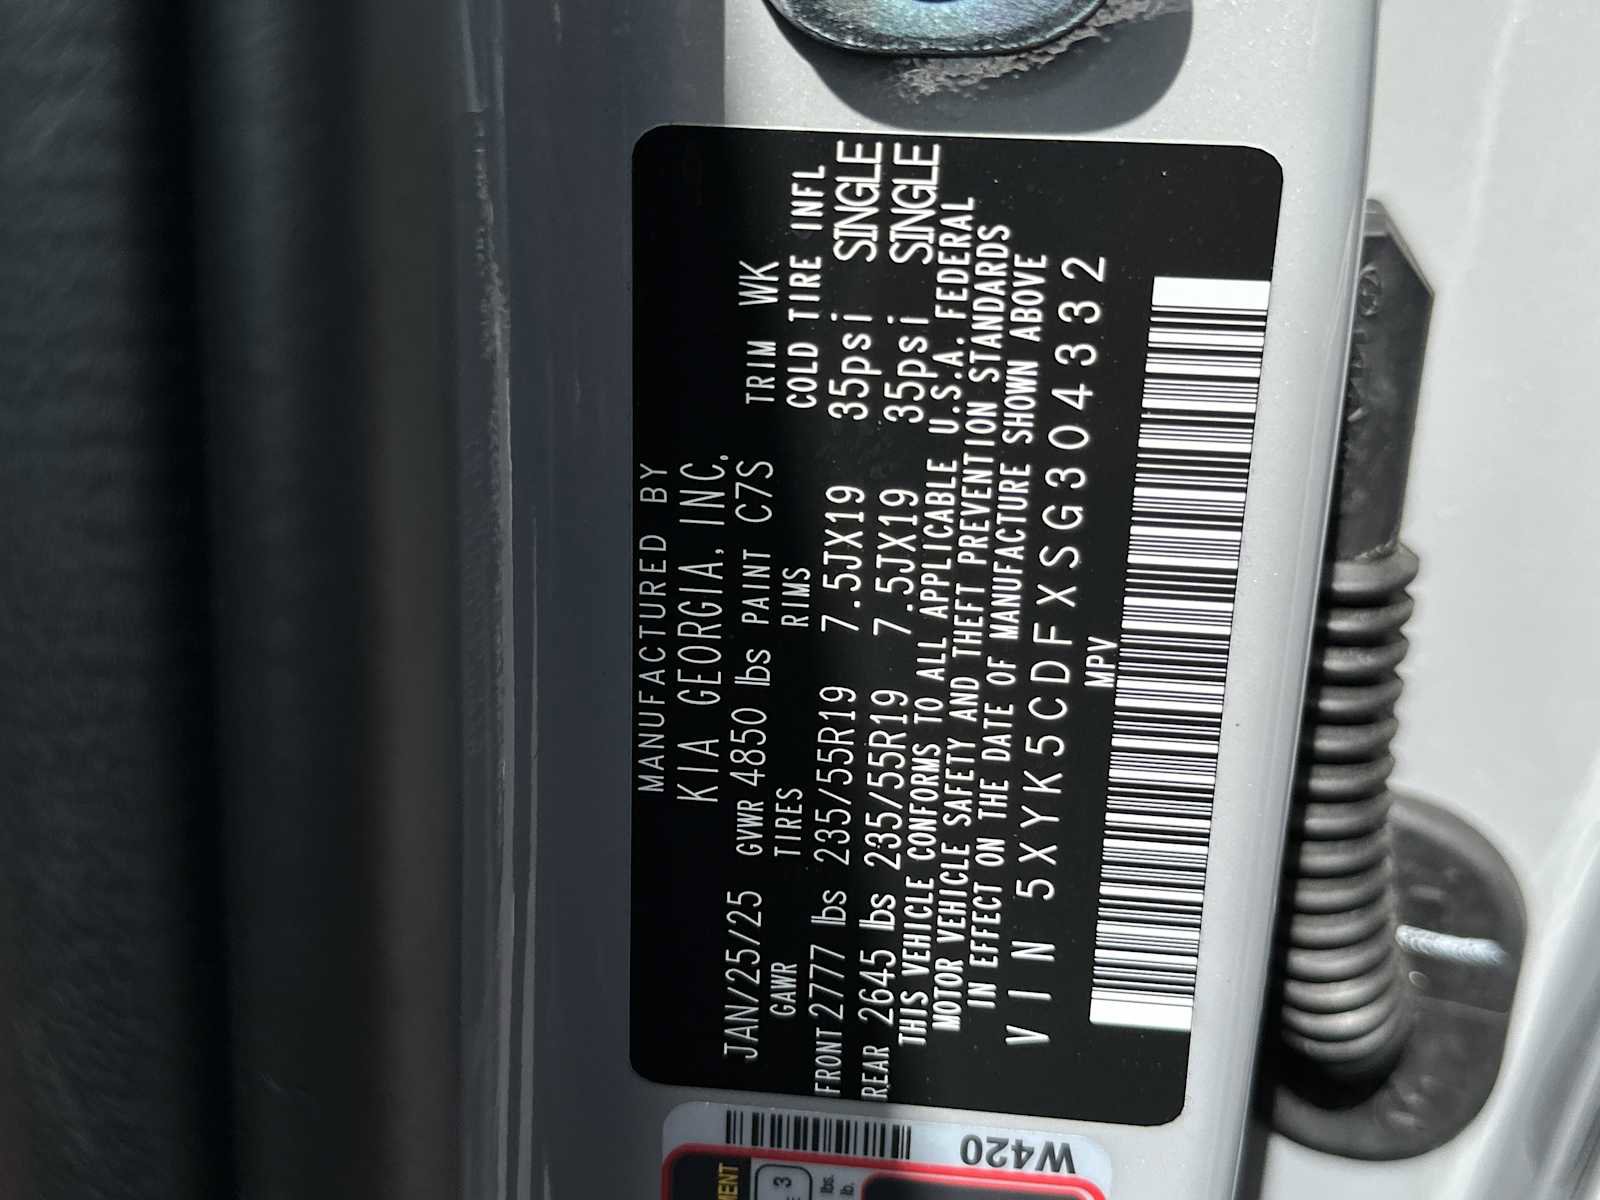 MANUFACTURED BY
KIA GEORGIA, INC.
JAN/25/25 GVWR 4850 lbs PAINT C7S TRIM WK
GAWR TIRES RIMS COLD TIRE INFL
FRONT 2777 lbs 235/55R19 7.5JX19 35psi SINGLE
REAR 2645 lbs 235/55R19 7.5JX19 35psi SINGLE
THIS VEHICLE CONFORMS TO ALL APPLICABLE U.S.A. FEDERAL
MOTOR VEHICLE SAFETY AND THEFT PREVENTION STANDARDS
IN EFFECT ON THE DATE OF MANUFACTURE SHOWN ABOVE
VIN 5XYK5CDFXSG304332
MPV
W420
3
lbs.
lb.